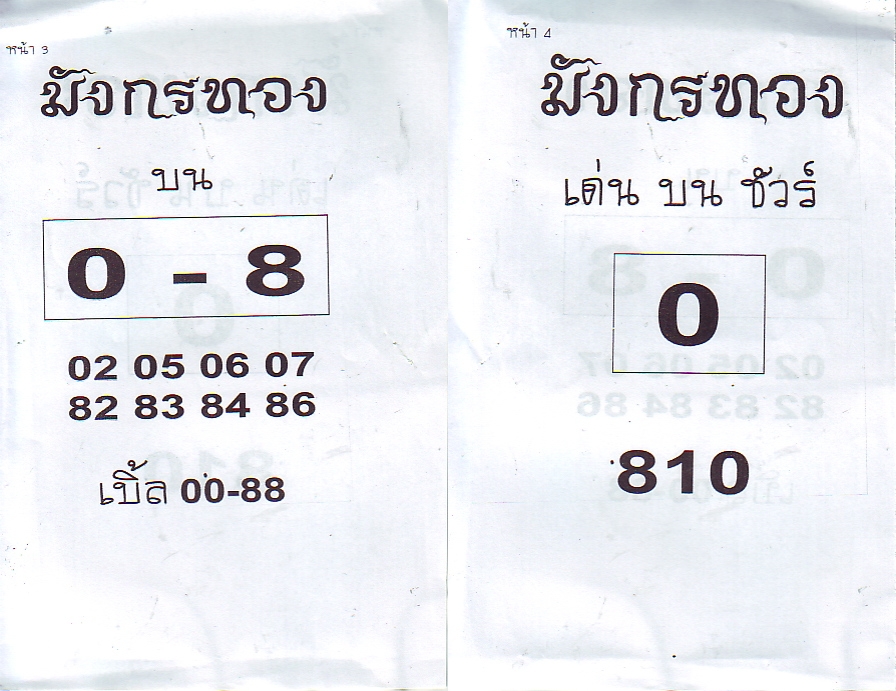 หน้า 3
มังกรทอง
บน
0 - 8
02 05 06 07
82 83 84 86
เบิ้ล 00-88
หน้า 4
มังกรทอง
เด่น บน ชัวร์
0
810